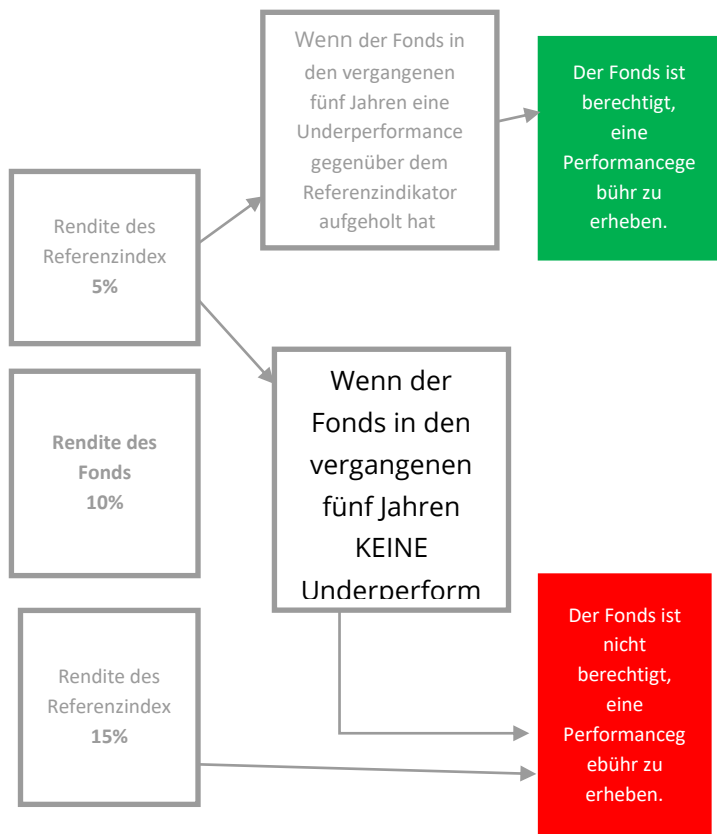 Wenn der Fonds in
den vergangenen
fünf Jahren eine
Underperformance
gegenüber dem
Referenzindikator
aufgeholt hat
Der Fonds ist
berechtigt,
eine
Performancege
bühr zu
erheben.
Rendite des
Referenzindex
5%
Wenn der
Fonds in den
vergangenen
fünf Jahren
KEINE
Underperform
Rendite des
Fonds
10%
Rendite des
Referenzindex
15%
Der Fonds ist
nicht
berechtigt,
eine
Performanceg
ebühr zu
erheben.